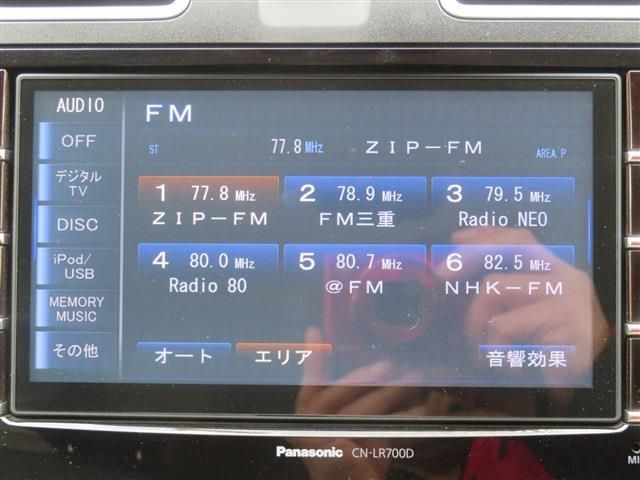 AUDIO
FM
OFF
ST 77.8 MHz ZIP-FM AREA P
デジタル
TV
1 77.8 MHz 2 78.9 MHz 3 79.5 MHz
ZIP-FM FM三重 Radio NEO
DISC
iPod/
USB
4 80.0 MHz 5 80.7 MHz 6 82.5 MHz
Radio 80 @FM NHK-FM
MEMORY
MUSIC
その他
オート エリア 音響効果
Panasonic CN-LR700D